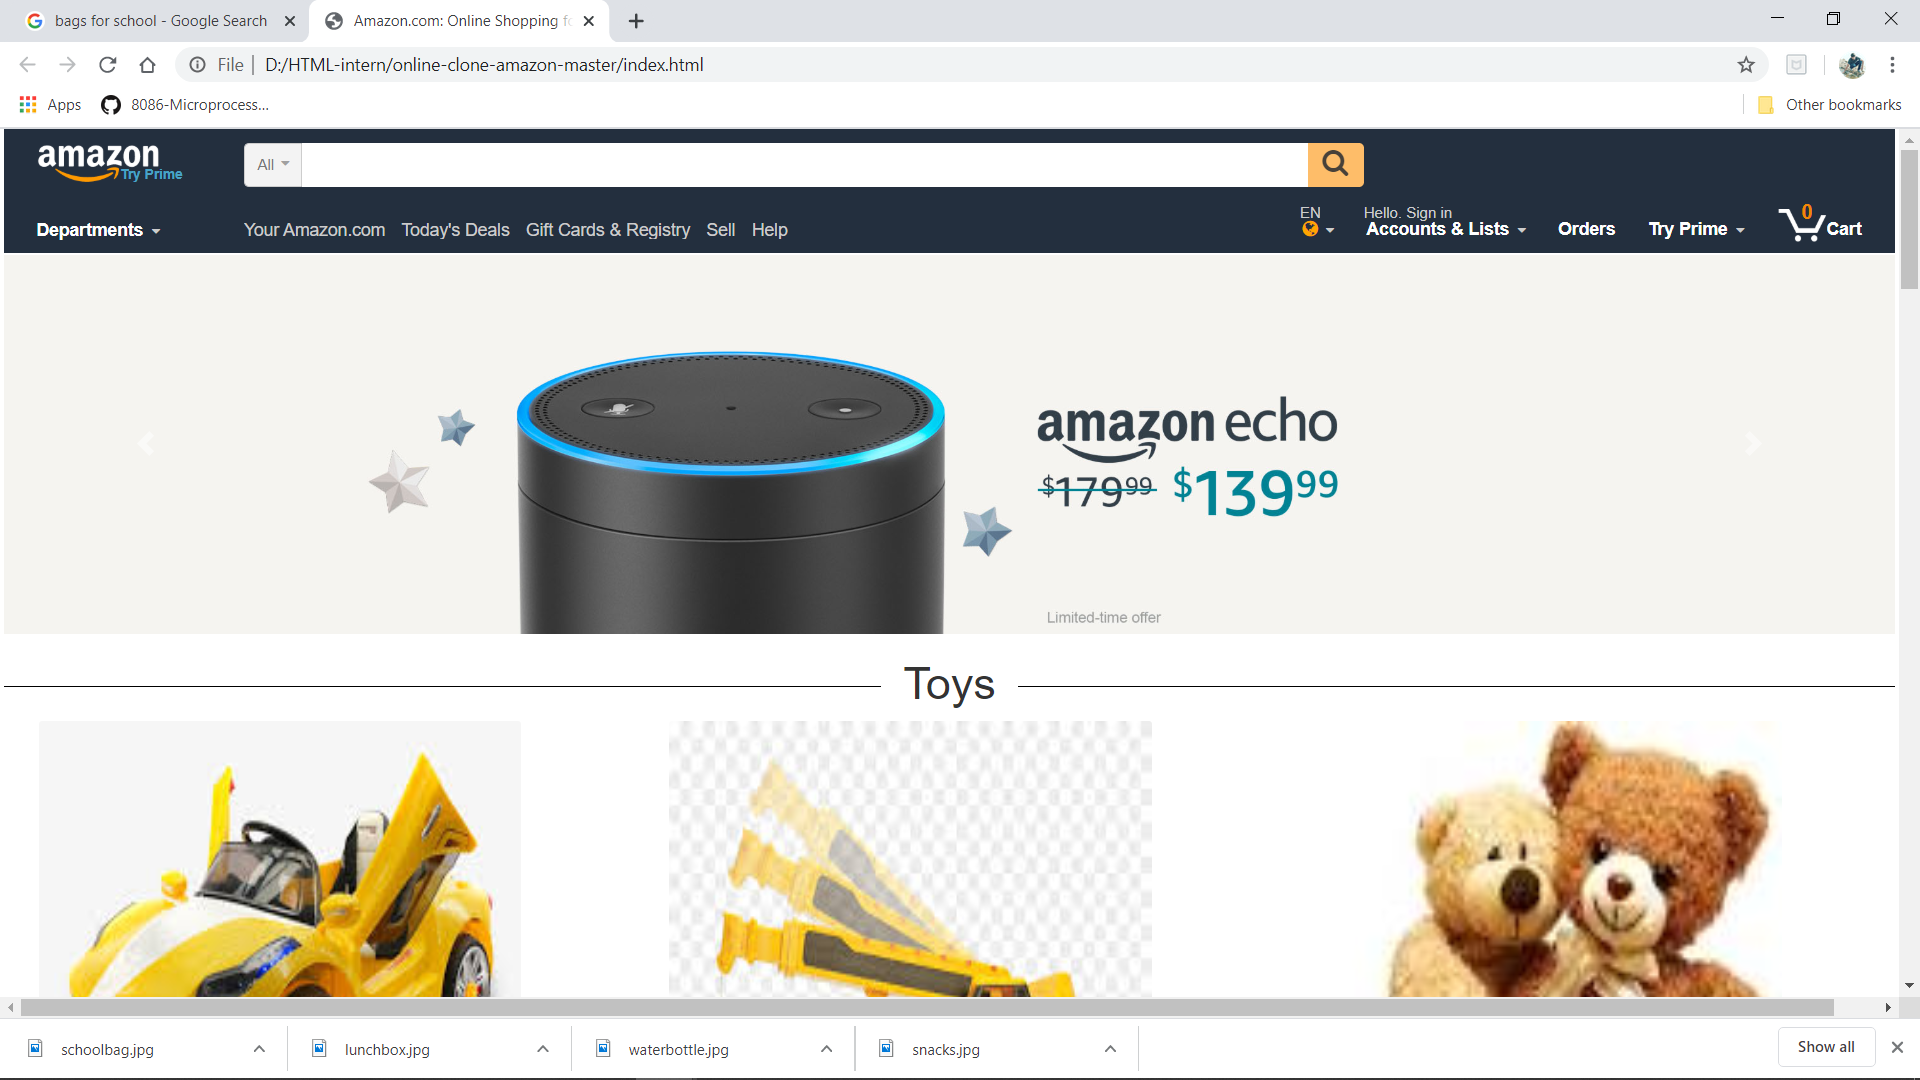 bags for school - Google Search
Amazon.com: Online Shopping fo
File | D:/HTML-intern/online-clone-amazon-master/index.html
Apps
8086-Microprocess...
Other bookmarks
amazon
Try Prime
All
EN
Hello. Sign in
Departments
Your Amazon.com
Today's Deals
Gift Cards & Registry
Sell
Help
Accounts & Lists
Orders
Try Prime
0
Cart
amazon echo
$179.99 $139.99
Limited-time offer
Toys
schoolbag.jpg
lunchbox.jpg
waterbottle.jpg
snacks.jpg
Show all